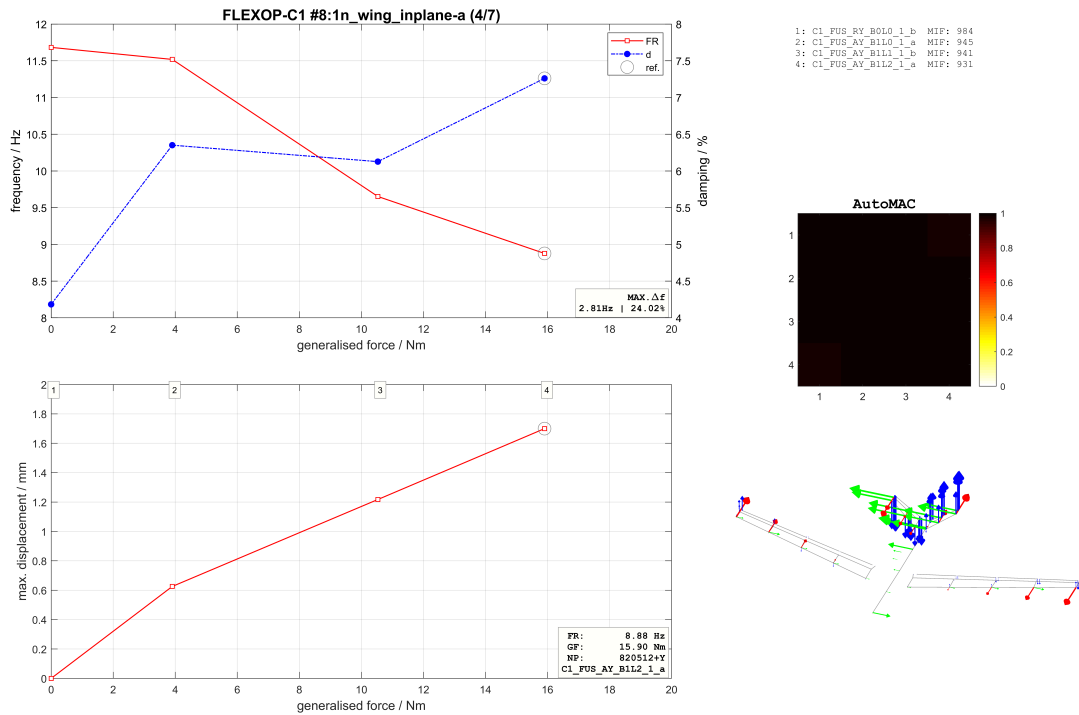 FLEXOP-C1 #8:1n_wing_inplane-a (4/7)
12
11.5
11
10.5
10
9.5
9
8.5
8
frequency / Hz
8
7.5
7
6.5
6
5.5
5
4.5
4
damping / %
FR
d
ref.
MAX.Δf
2.81Hz | 24.02%
0 2 4 6 8 10 12 14 16 18 20
generalised force / Nm
1: C1_FUS_RY_B0L0_1_b MIF: 984
2: C1_FUS_AY_B1L0_1_a MIF: 945
3: C1_FUS_AY_B1L1_1_b MIF: 941
4: C1_FUS_AY_B1L2_1_a MIF: 931
AutoMAC
1
2
3
4
1 2 3 4
1
0.8
0.6
0.4
0.2
0
2
1.8
1.6
1.4
1.2
1
0.8
0.6
0.4
0.2
0
max. displacement / mm
1 2 3 4
FR: 8.88 Hz
GF: 15.90 Nm
NP: 820512+Y
C1_FUS_AY_B1L2_1_a
0 2 4 6 8 10 12 14 16 18 20
generalised force / Nm